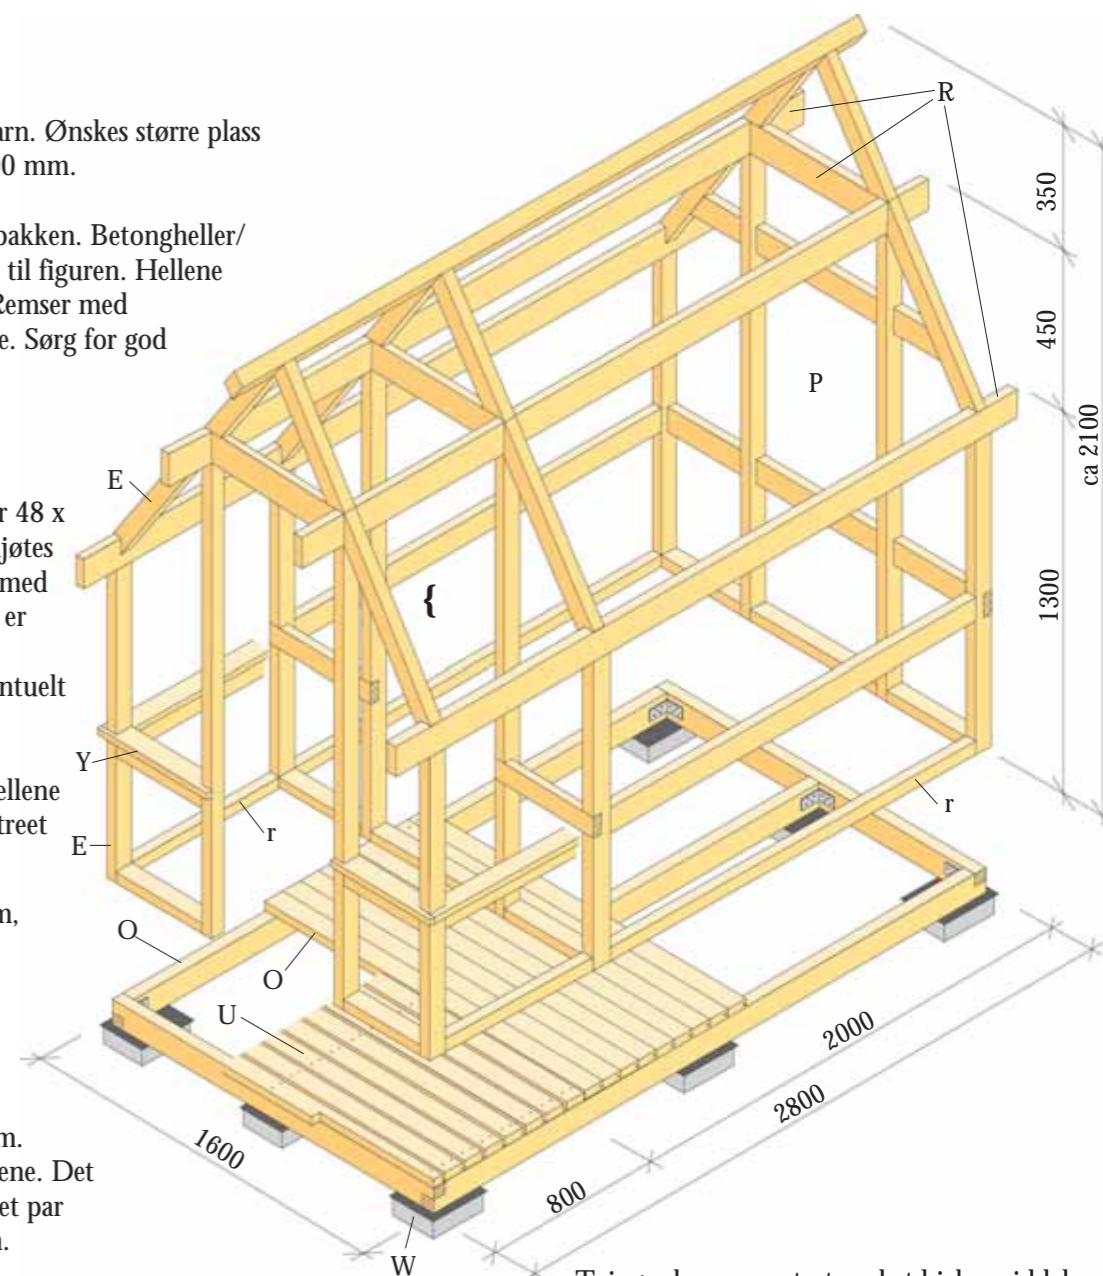 arn. Ønskes større plass
0 mm.
bakken. Betongheller/
til figuren. Hellene
Remser med
e. Sørg for god
r 48 x
jøtes
med
er
ntuelt
ellene
treet
m,
m.
ene. Det
et par
n.
R
350
450
ca 2100
1300
P
E
{
Y
r
E
r
O
O
U
2000
2800
1600
800
W